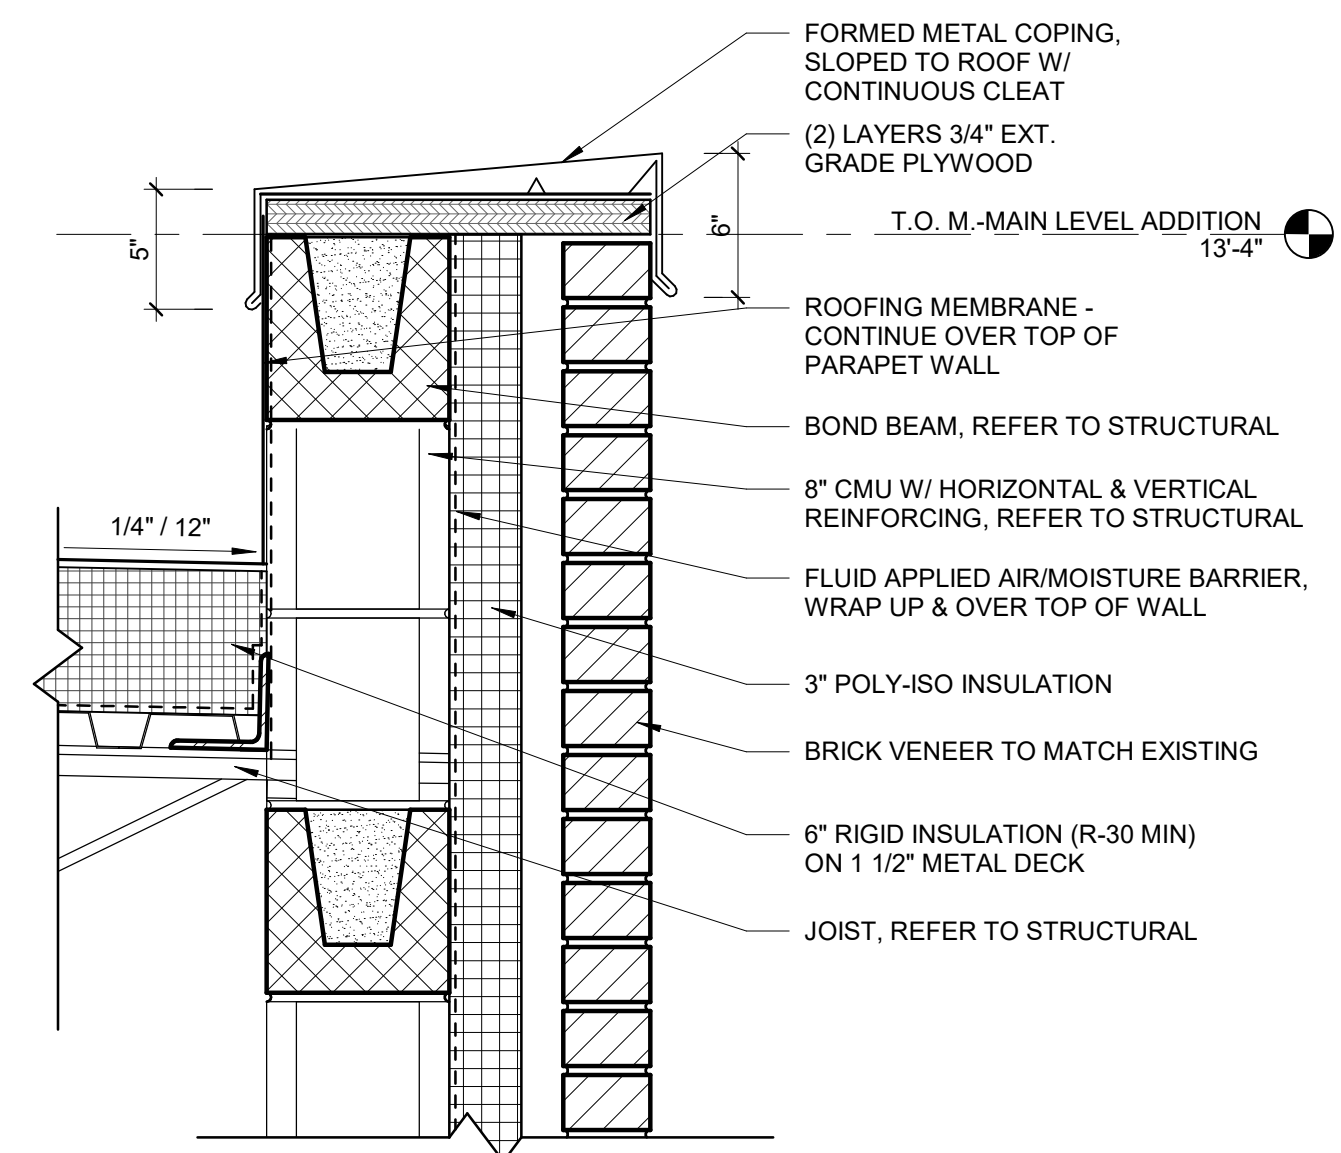 FORMED METAL COPING,
SLOPED TO ROOF W/
CONTINUOUS CLEAT
(2) LAYERS 3/4" EXT.
GRADE PLYWOOD
T.O. M.-MAIN LEVEL ADDITION
13'-4"
5"
6"
ROOFING MEMBRANE -
CONTINUE OVER TOP OF
PARAPET WALL
BOND BEAM, REFER TO STRUCTURAL
8" CMU W/ HORIZONTAL & VERTICAL
REINFORCING, REFER TO STRUCTURAL
1/4" / 12"
FLUID APPLIED AIR/MOISTURE BARRIER,
WRAP UP & OVER TOP OF WALL
3" POLY-ISO INSULATION
BRICK VENEER TO MATCH EXISTING
6" RIGID INSULATION (R-30 MIN)
ON 1 1/2" METAL DECK
JOIST, REFER TO STRUCTURAL